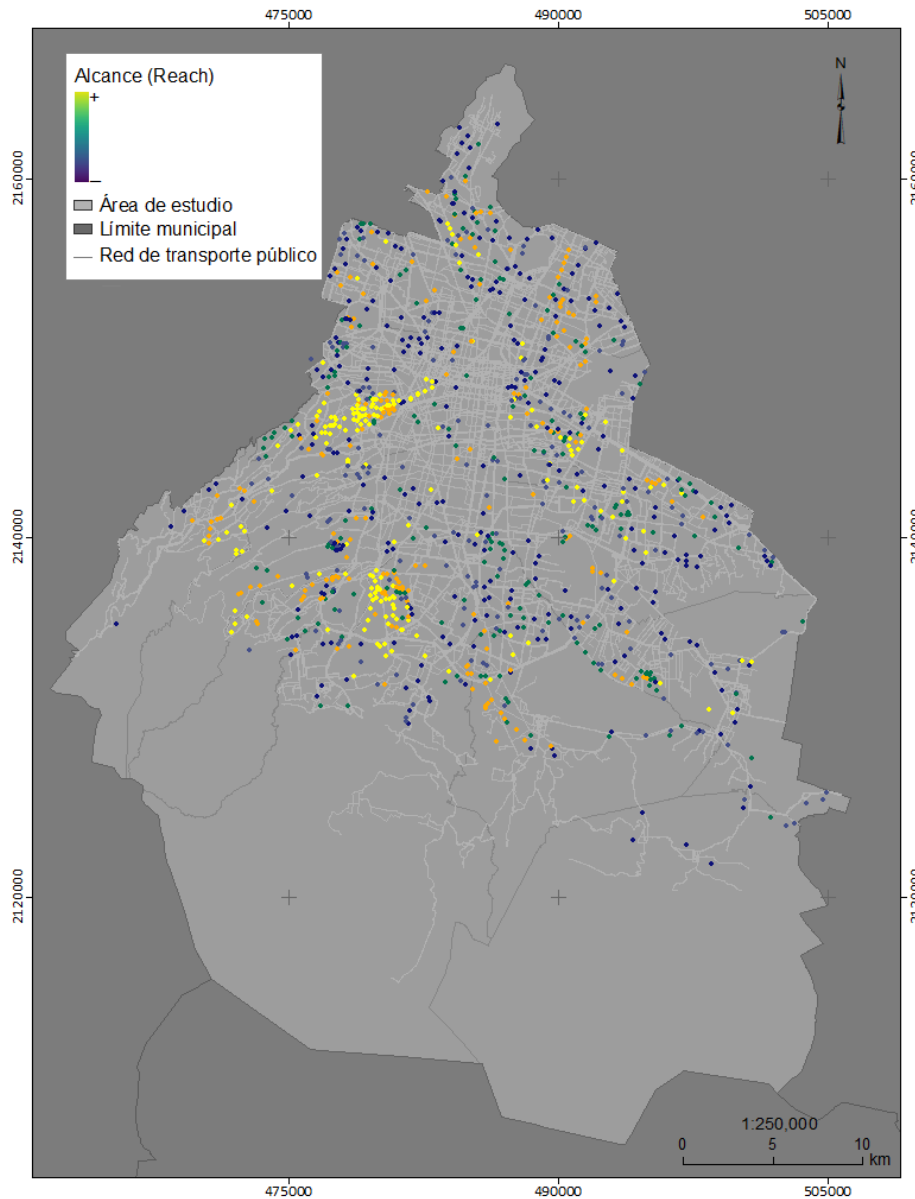 475000 490000 505000
Alcance (Reach)
+
–
Área de estudio
Límite municipal
Red de transporte público
N
2160000 2160000
2140000 2140000
2120000 2120000
1:250,000
0 5 10
km
475000 490000 505000